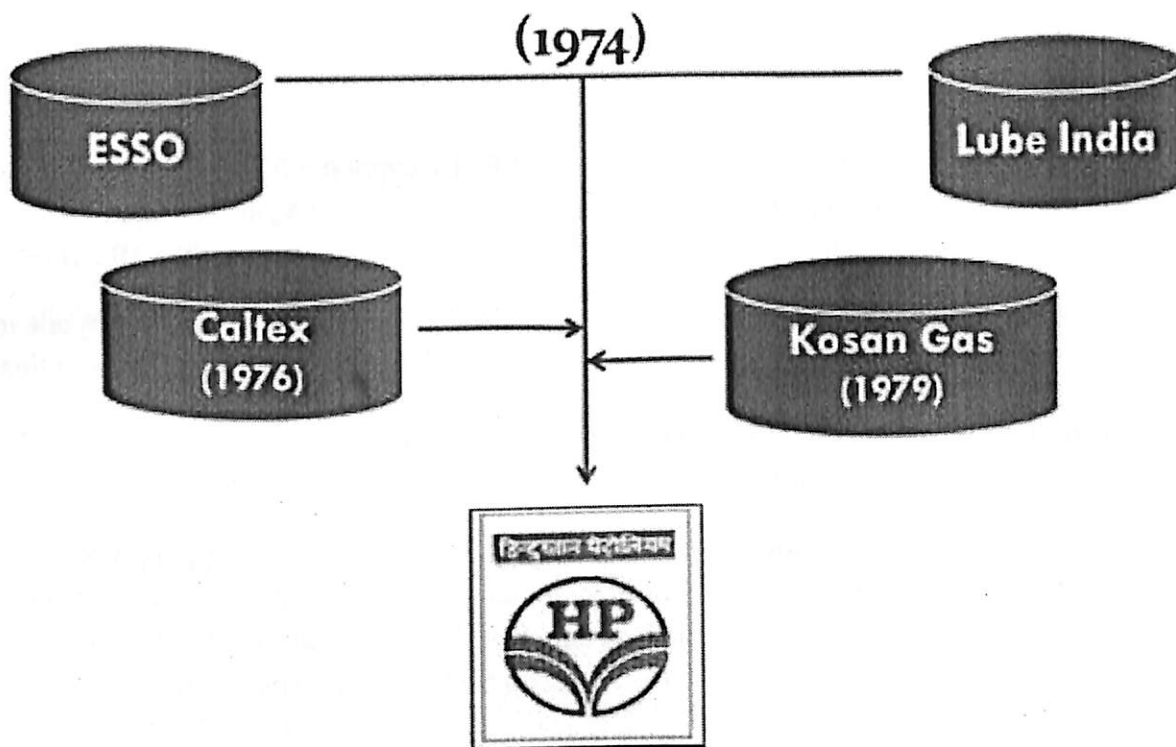 (1974)
ESSO
Lube India
Caltex
(1976)
Kosan Gas
(1979)
हिन्दुस्तान पेट्रोलियम
HP